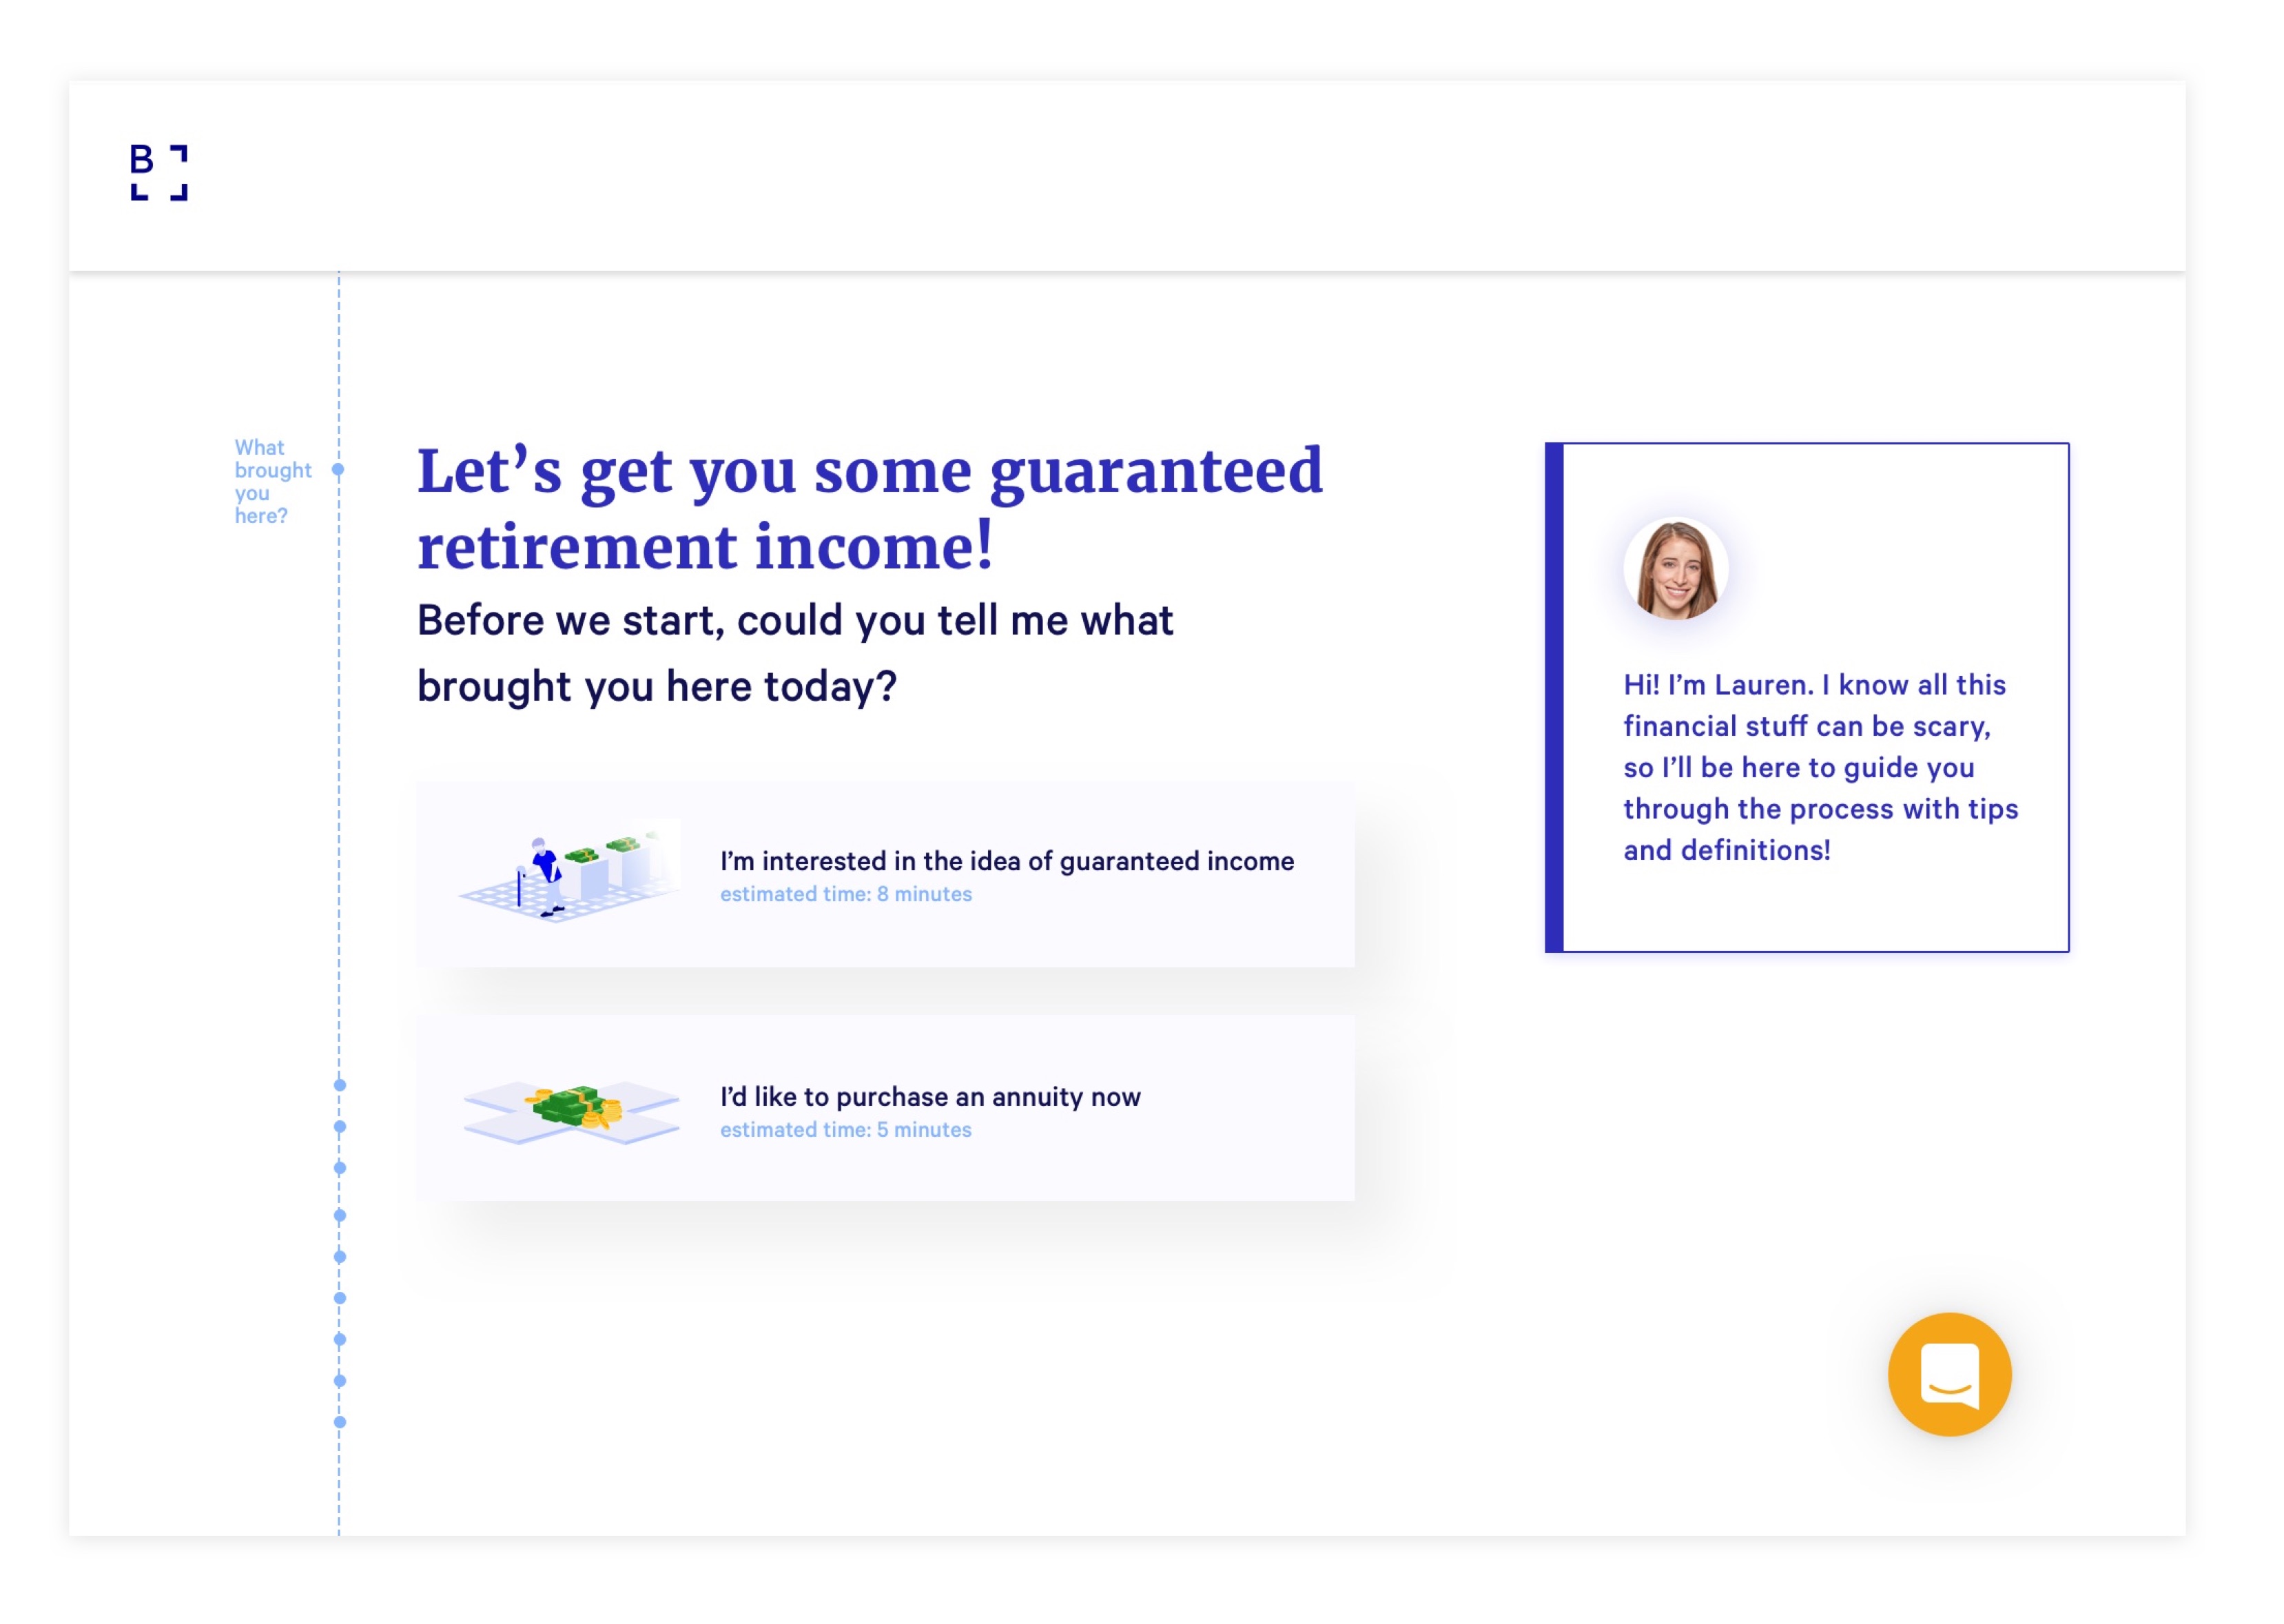 B
What
brought
you
here?
Let’s get you some guaranteed
retirement income!
Before we start, could you tell me what
brought you here today?
I’m interested in the idea of guaranteed income
estimated time: 8 minutes
I’d like to purchase an annuity now
estimated time: 5 minutes
Hi! I’m Lauren. I know all this
financial stuff can be scary,
so I’ll be here to guide you
through the process with tips
and definitions!